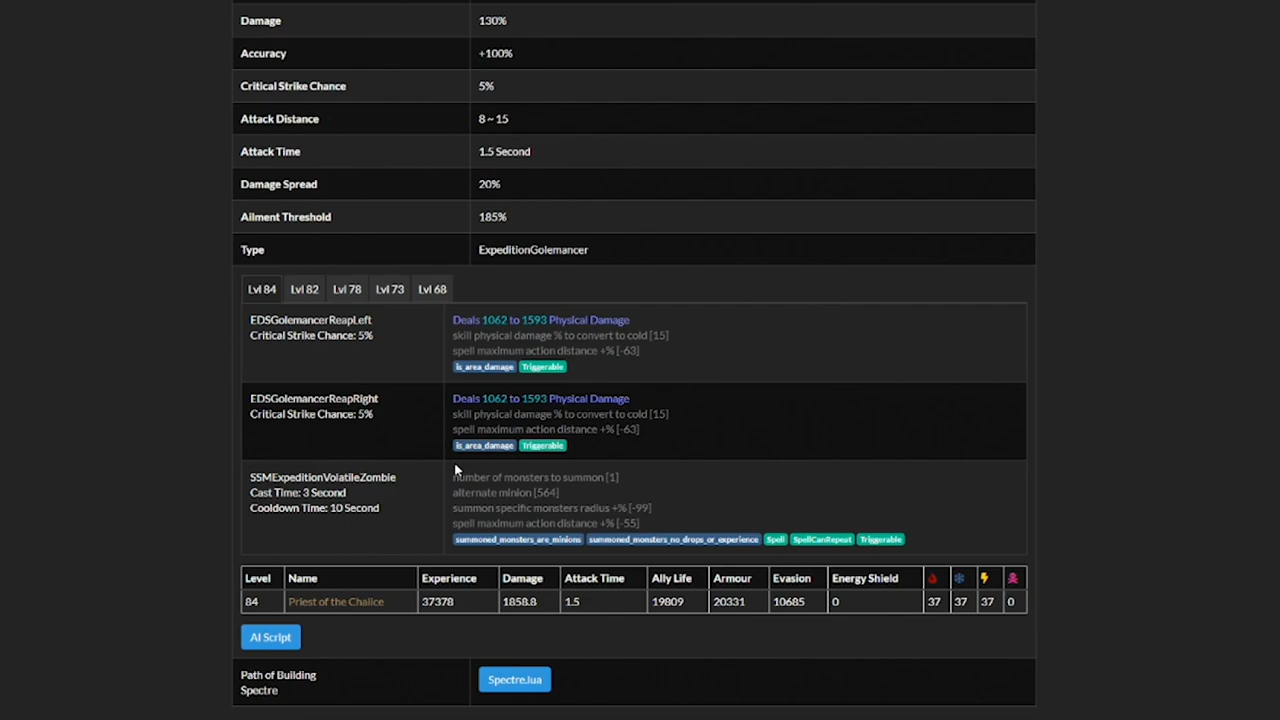 Damage 130%
Accuracy +100%
Critical Strike Chance 5%
Attack Distance 8 ~ 15
Attack Time 1.5 Second
Damage Spread 20%
Ailment Threshold 185%
Type ExpeditionGolemancer
Lvl 84 Lvl 82 Lvl 78 Lvl 73 Lvl 68
EDSGolemancerReapLeft Deals 1062 to 1593 Physical Damage
Critical Strike Chance: 5% skill physical damage % to convert to cold [15]
spell maximum action distance +% [-63]
is_area_damage Triggerable
EDSGolemancerReapRight Deals 1062 to 1593 Physical Damage
Critical Strike Chance: 5% skill physical damage % to convert to cold [15]
spell maximum action distance +% [-63]
is_area_damage Triggerable
SSMExpeditionVolatileZombie number of monsters to summon [1]
Cast Time: 3 Second alternate minion [564]
Cooldown Time: 10 Second summon specific monsters radius +% [-99]
spell maximum action distance +% [-55]
summoned_monsters_are_minions summoned_monsters_no_drops_or_experience Spell SpellCanRepeat Triggerable
Level Name Experience Damage Attack Time Ally Life Armour Evasion Energy Shield
84 Priest of the Chalice 37378 1858.8 1.5 19809 20331 10685 0 37 37 37 0
AI Script
Path of Building
Spectre Spectre.lua